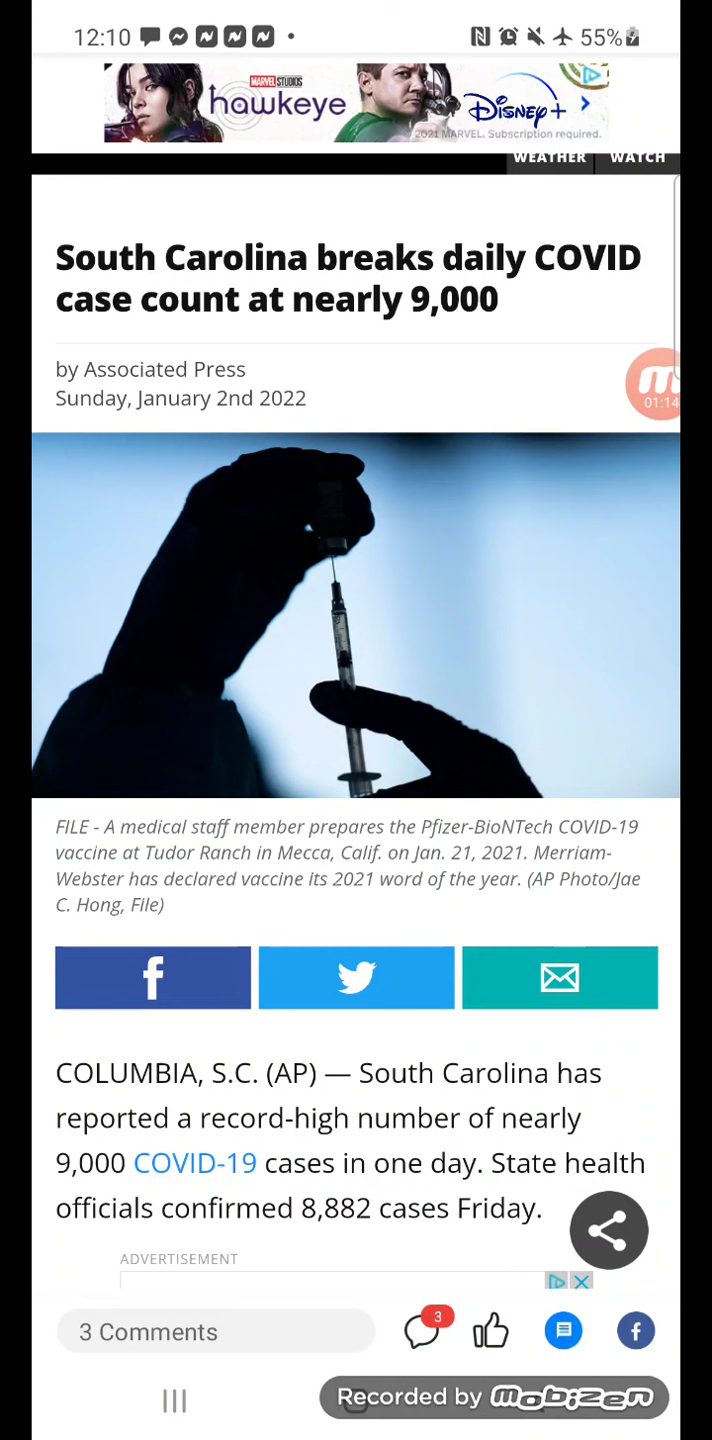 12:10
55%
MARVEL STUDIOS
hawkeye
Disney+
2021 MARVEL. Subscription required.
WEATHER
WATCH
South Carolina breaks daily COVID
case count at nearly 9,000
by Associated Press
Sunday, January 2nd 2022
m
01:14
FILE - A medical staff member prepares the Pfizer-BioNTech COVID-19
vaccine at Tudor Ranch in Mecca, Calif. on Jan. 21, 2021. Merriam-
Webster has declared vaccine its 2021 word of the year. (AP Photo/Jae
C. Hong, File)
f
COLUMBIA, S.C. (AP) — South Carolina has
reported a record-high number of nearly
9,000 COVID-19 cases in one day. State health
officials confirmed 8,882 cases Friday.
ADVERTISEMENT
3 Comments
3
f
Recorded by mobizen